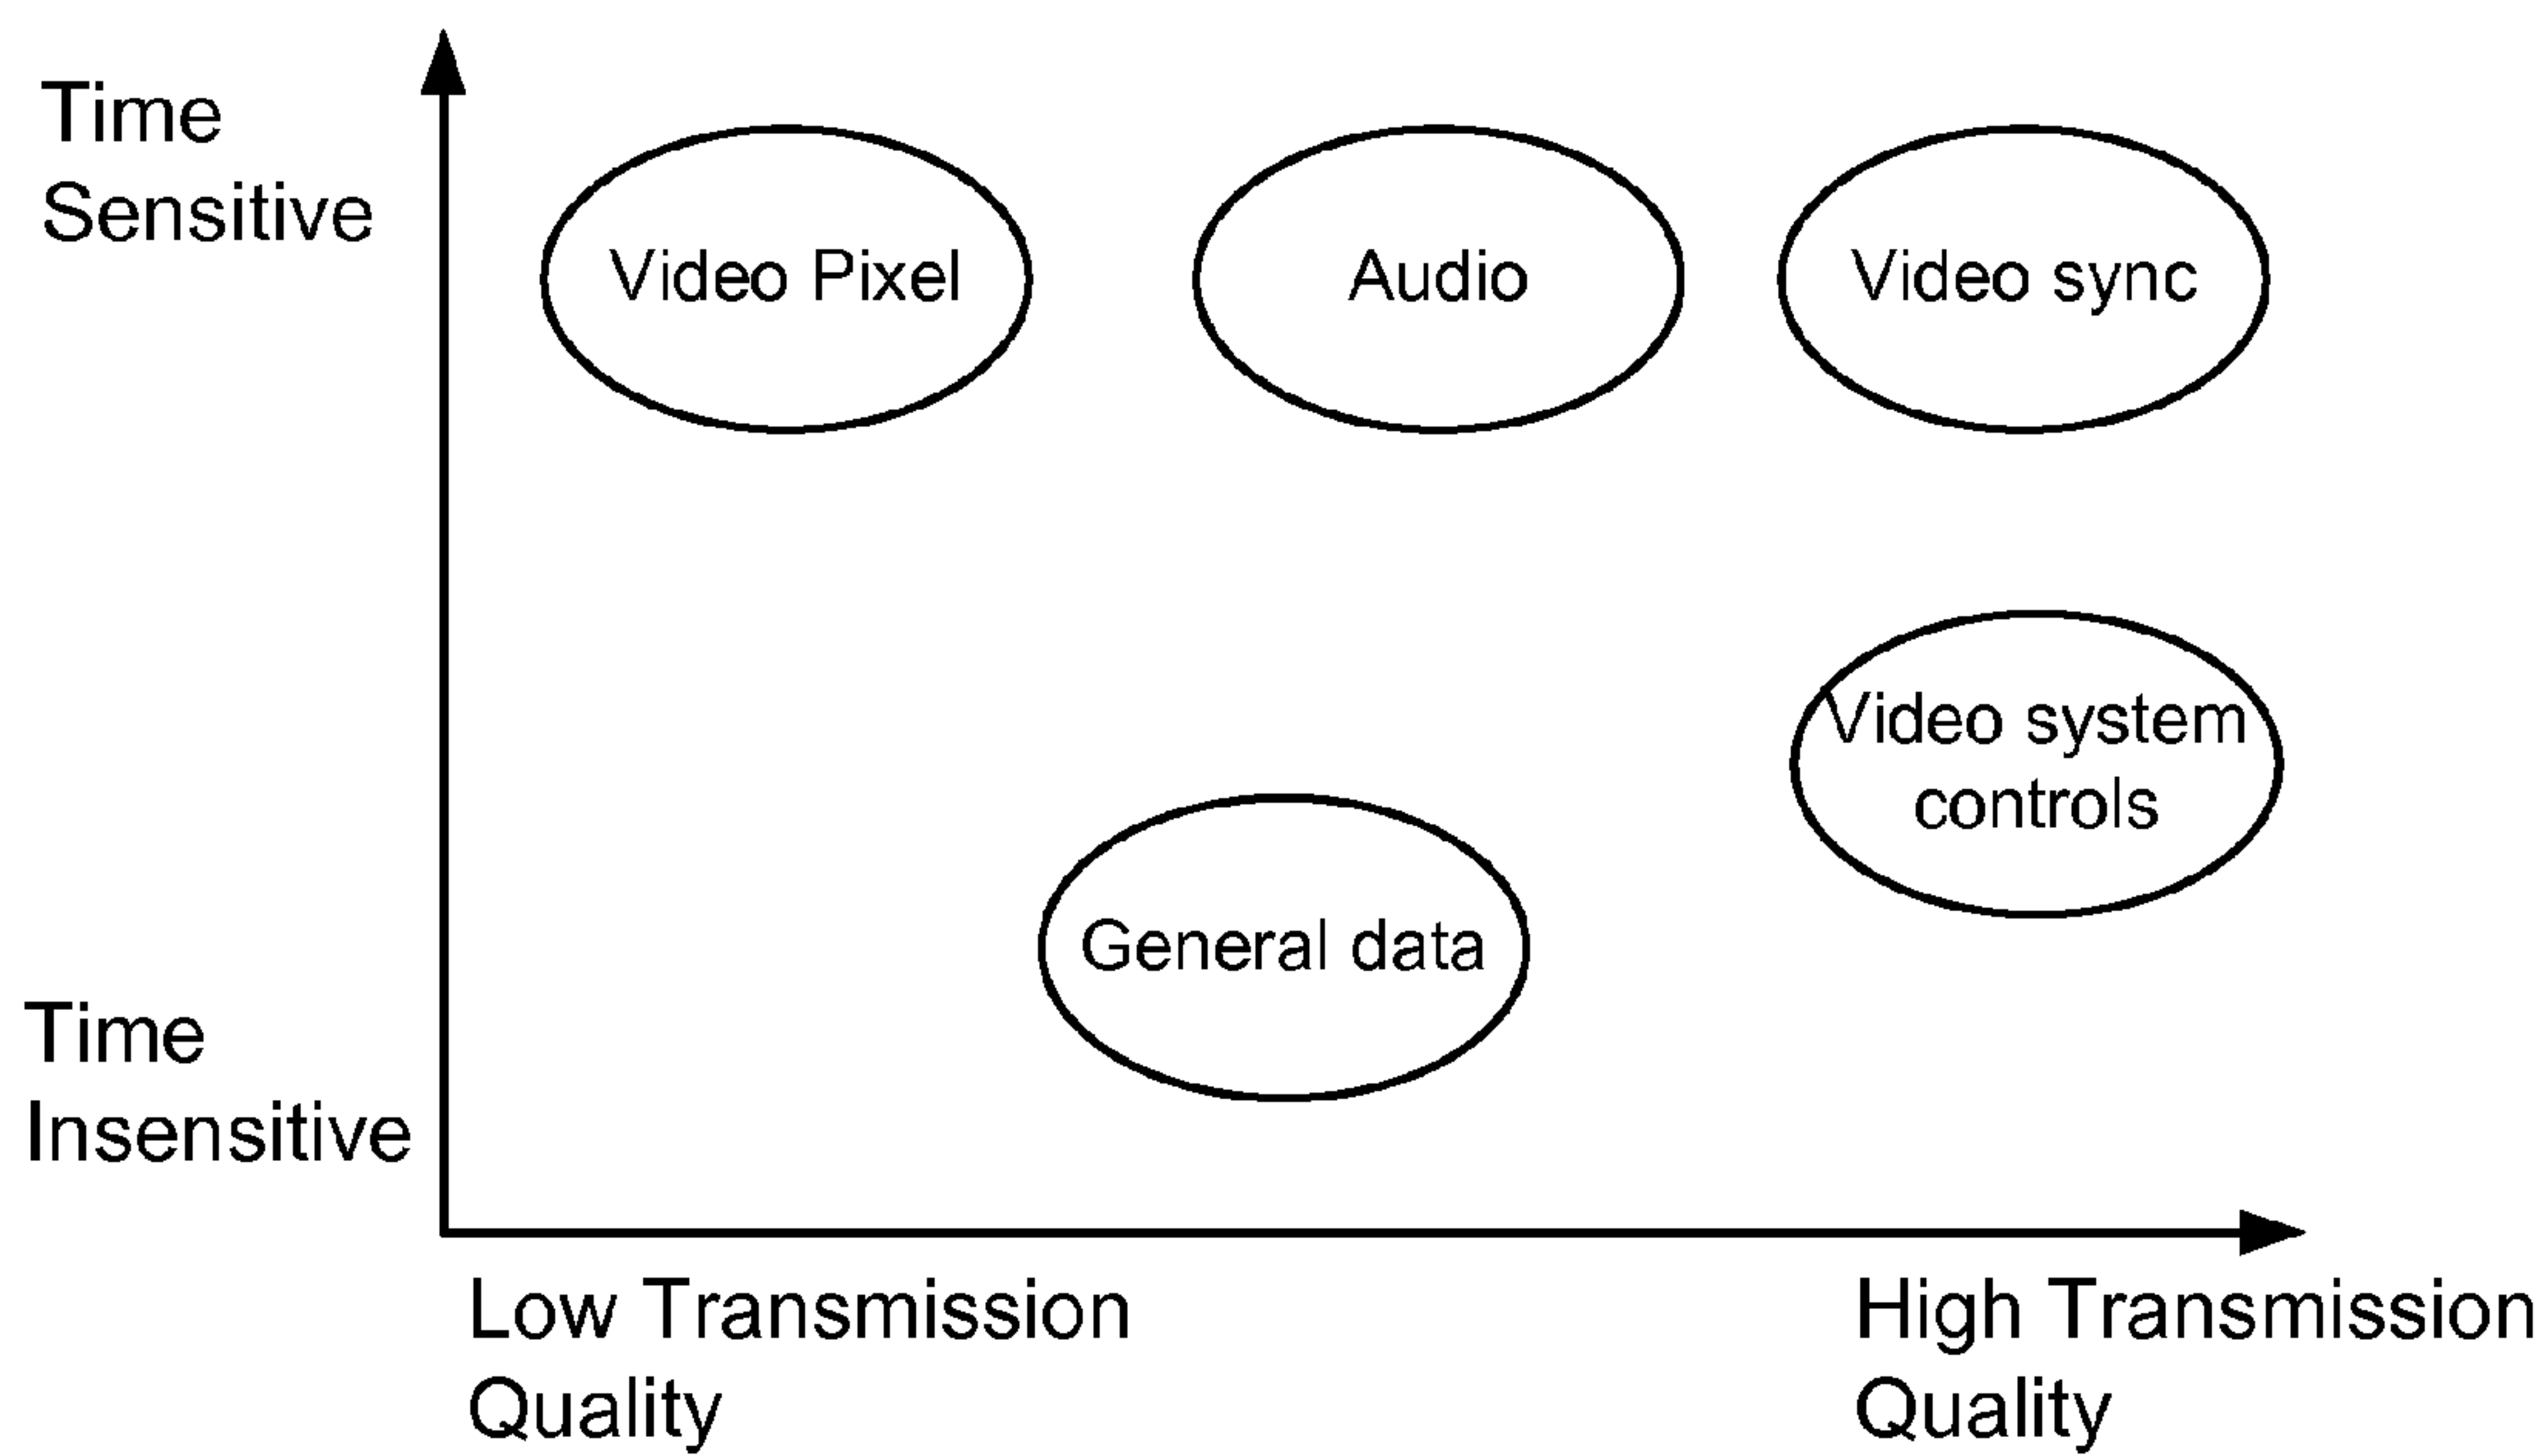 Time
Sensitive
Video Pixel
Audio
Video sync
Video system
controls
General data
Time
Insensitive
Low Transmission
Quality
High Transmission
Quality